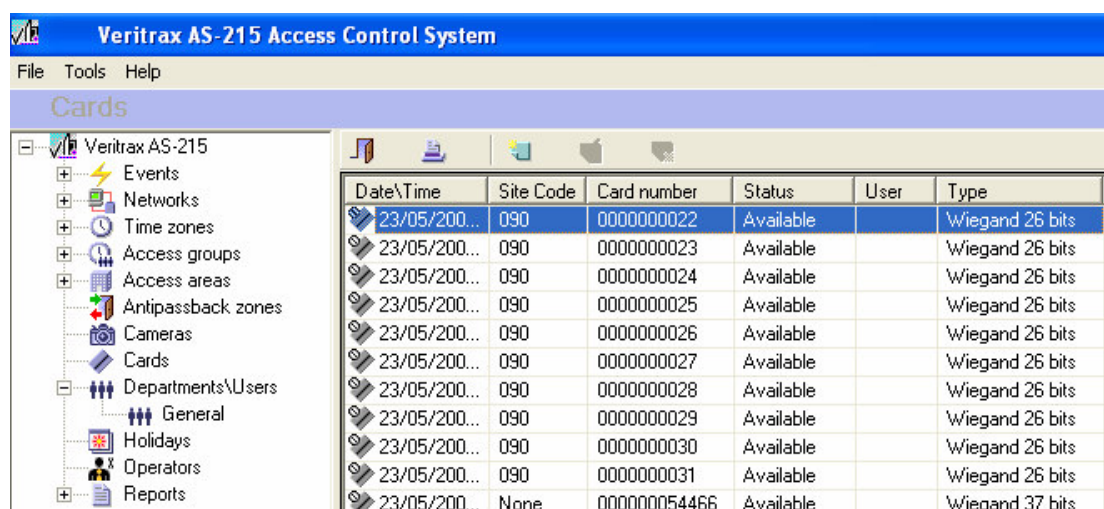 Veritrax AS-215 Access Control System
File Tools Help
Cards
Veritrax AS-215
Events
Networks
Time zones
Access groups
Access areas
Antipassback zones
Cameras
Cards
Departments\Users
General
Holidays
Operators
Reports
Date\Time Site Code Card number Status User Type
23/05/200... 090 0000000022 Available Wiegand 26 bits
23/05/200... 090 0000000023 Available Wiegand 26 bits
23/05/200... 090 0000000024 Available Wiegand 26 bits
23/05/200... 090 0000000025 Available Wiegand 26 bits
23/05/200... 090 0000000026 Available Wiegand 26 bits
23/05/200... 090 0000000027 Available Wiegand 26 bits
23/05/200... 090 0000000028 Available Wiegand 26 bits
23/05/200... 090 0000000029 Available Wiegand 26 bits
23/05/200... 090 0000000030 Available Wiegand 26 bits
23/05/200... 090 0000000031 Available Wiegand 26 bits
23/05/200... None 000000054466 Available Wiegand 37 bits